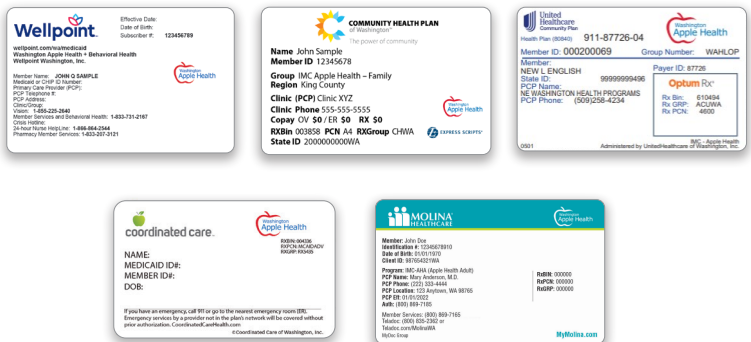 Wellpoint.
Effective Date:
Date of Birth:
Subscriber #: 123456789
wellpoint.com/wa/medicaid
Washington Apple Health + Behavioral Health
Wellpoint Washington, Inc.
Washington
Apple Health
Member Name: JOHN Q SAMPLE
Medicaid or CHIP ID Number:
Primary Care Provider (PCP):
PCP Telephone #:
PCP Address:
Clinic/Group:
Vision: 1-855-225-2640
Member Services and Behavioral Health: 1-833-731-2167
Crisis Hotline:
24-hour Nurse HelpLine: 1-866-864-2544
Pharmacy Member Services: 1-833-207-3121
COMMUNITY HEALTH PLAN
of Washington
The power of community
Name John Sample
Member ID 12345678
Group IMC Apple Health – Family
Region King County
Clinic (PCP) Clinic XYZ
Clinic Phone 555-555-5555
Copay OV $0 / ER $0 RX $0
RXBin 003858 PCN A4 RXGroup CHWA
State ID 2000000000WA
Washington
Apple Health
EXPRESS SCRIPTS
United
Healthcare
Community Plan
Health Plan (80840) 911-87726-04
Washington
Apple Health
Member ID: 000200069 Group Number: WAHLOP
Member:
NEW L ENGLISH
State ID: 99999999496
PCP Name:
NE WASHINGTON HEALTH PROGRAMS
PCP Phone: (509)258-4234
Payer ID: 87726
Optum Rx
Rx Bin: 610494
Rx GRP: ACUWA
Rx PCN: 4600
0501
IMC - Apple Health
Administered by UnitedHealthcare of Washington, Inc.
coordinated care.
Washington
Apple Health
RXBIN: 004336
RXPCN: MCAIDADV
RXGRP: RX5435
NAME:
MEDICAID ID#:
MEMBER ID#:
DOB:
If you have an emergency, call 911 or go to the nearest emergency room (ER).
Emergency services by a provider not in the plan's network will be covered without
prior authorization. CoordinatedCareHealth.com
©Coordinated Care of Washington, Inc.
MOLINA
HEALTHCARE
Washington
Apple Health
Member: John Doe
Identification #: 12345678910
Date of Birth: 01/01/1970
Client ID: 987654321WA
Program: IMC-AHA (Apple Health Adult)
PCP Name: Mary Anderson, M.D.
PCP Phone: (222) 333-4444
PCP Location: 123 Anytown, WA 98765
PCP Eff: 01/01/2022
Auth: (800) 869-7185
RxBIN: 000000
RxPCN: 000000
RxGRP: 000000
Member Services: (800) 869-7165
Teladoc: (800) 835-2362 or
Teladoc.com/MolinaWA
MyDoc Group
MyMolina.com